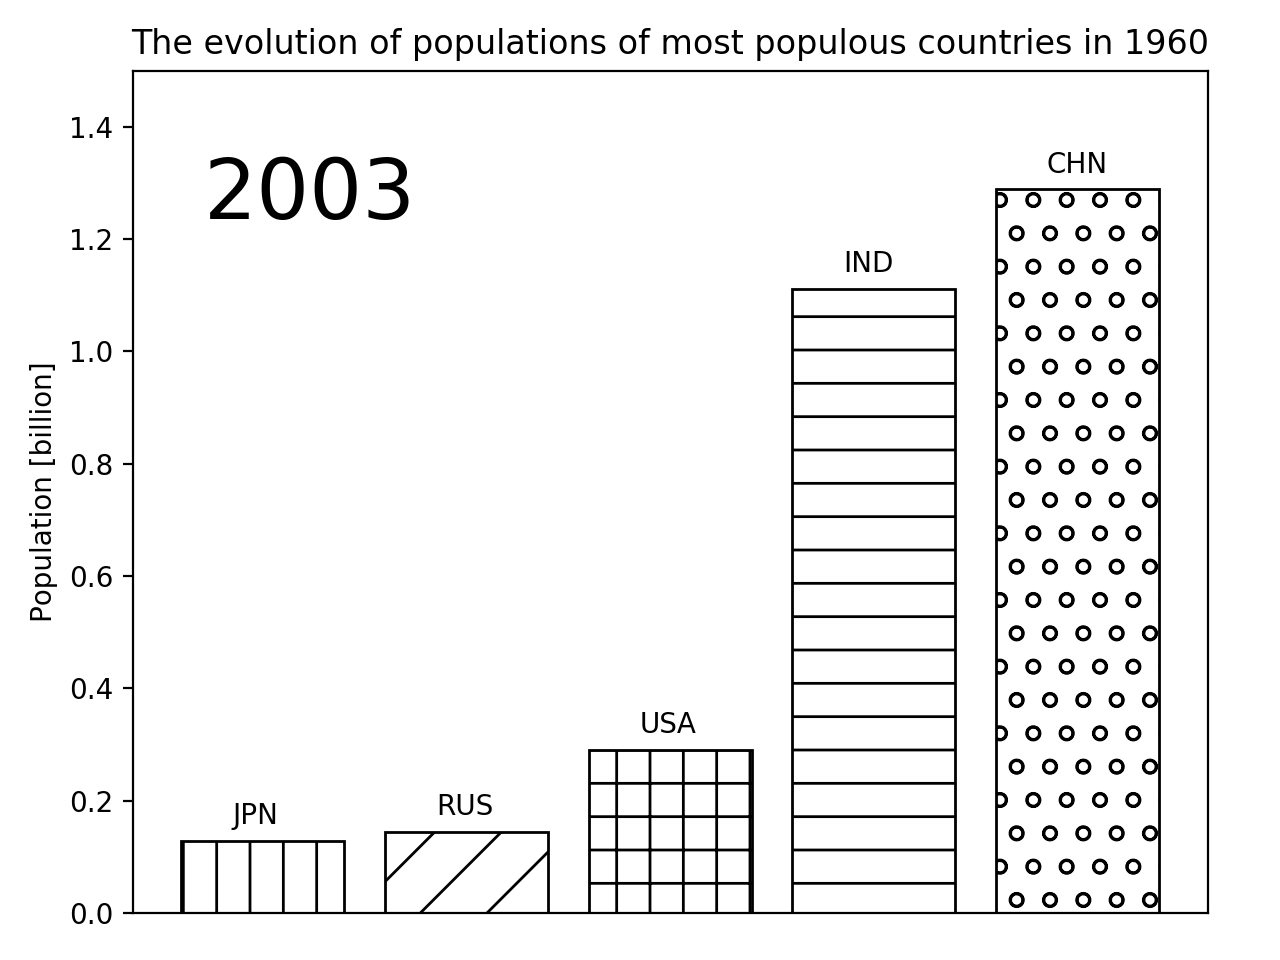 The evolution of populations of most populous countries in 1960
2003
Population [billion]
1.4
1.2
1.0
0.8
0.6
0.4
0.2
0.0
JPN
RUS
USA
IND
CHN